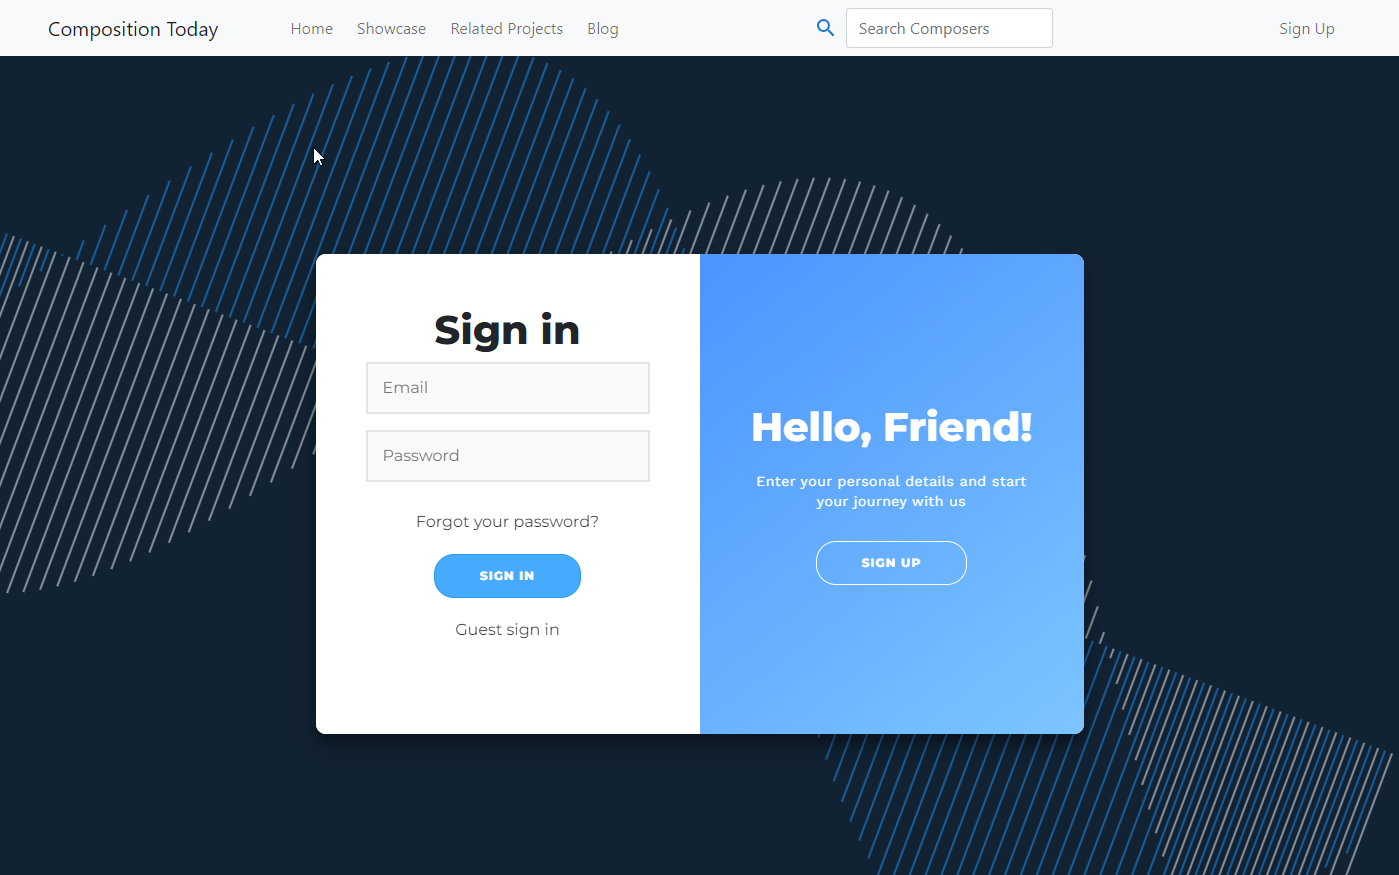 Composition Today
Home
Showcase
Related Projects
Blog
Search Composers
Sign Up
Sign in
Email
Password
Forgot your password?
SIGN IN
Guest sign in
Hello, Friend!
Enter your personal details and start
your journey with us
SIGN UP